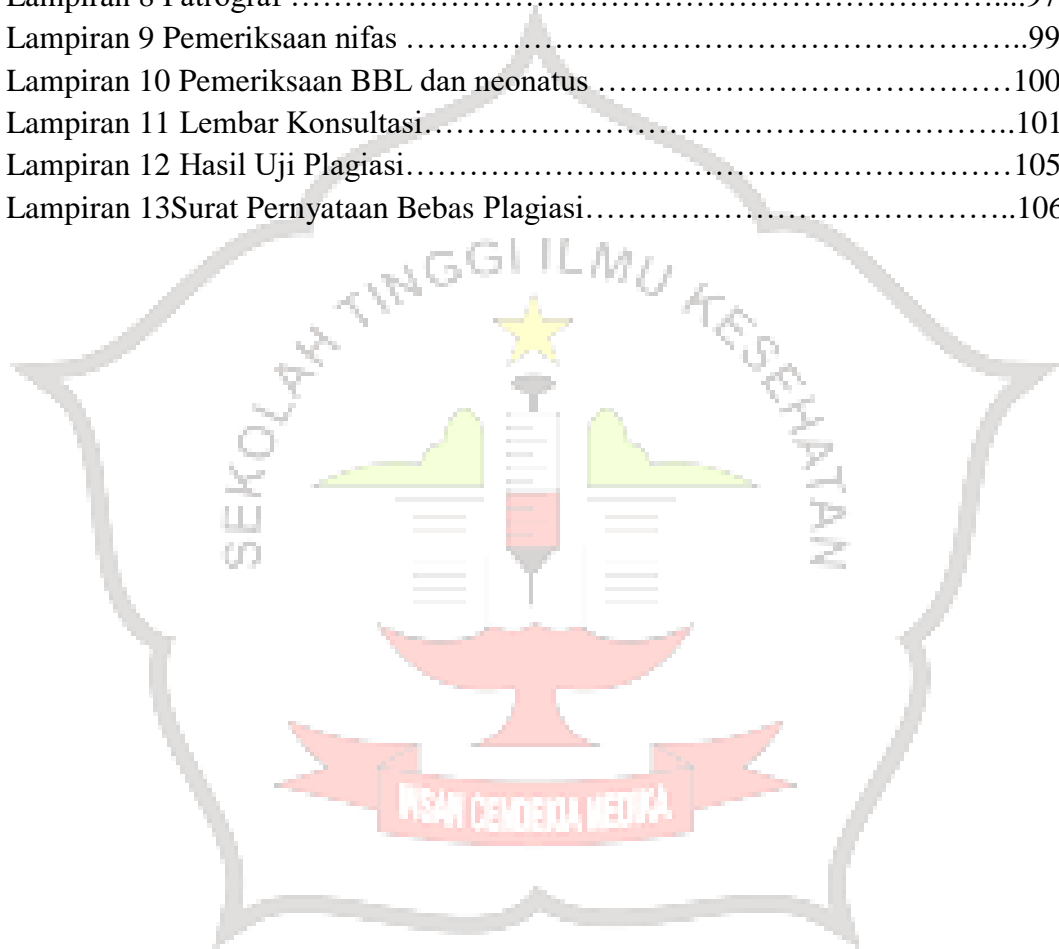 Lampiran 8 Patrograf …………………………………………………………………....97
Lampiran 9 Pemeriksaan nifas ………………………………………………………..99
Lampiran 10 Pemeriksaan BBL dan neonatus ……………………………………100
Lampiran 11 Lembar Konsultasi……………………………………………………..101
Lampiran 12 Hasil Uji Plagiasi………………………………………………………105
Lampiran 13Surat Pernyataan Bebas Plagiasi……………………………………..106
SEKOLAH TINGGI ILMU KESEHATAN
INSAN CENDEKIA MEDIKA